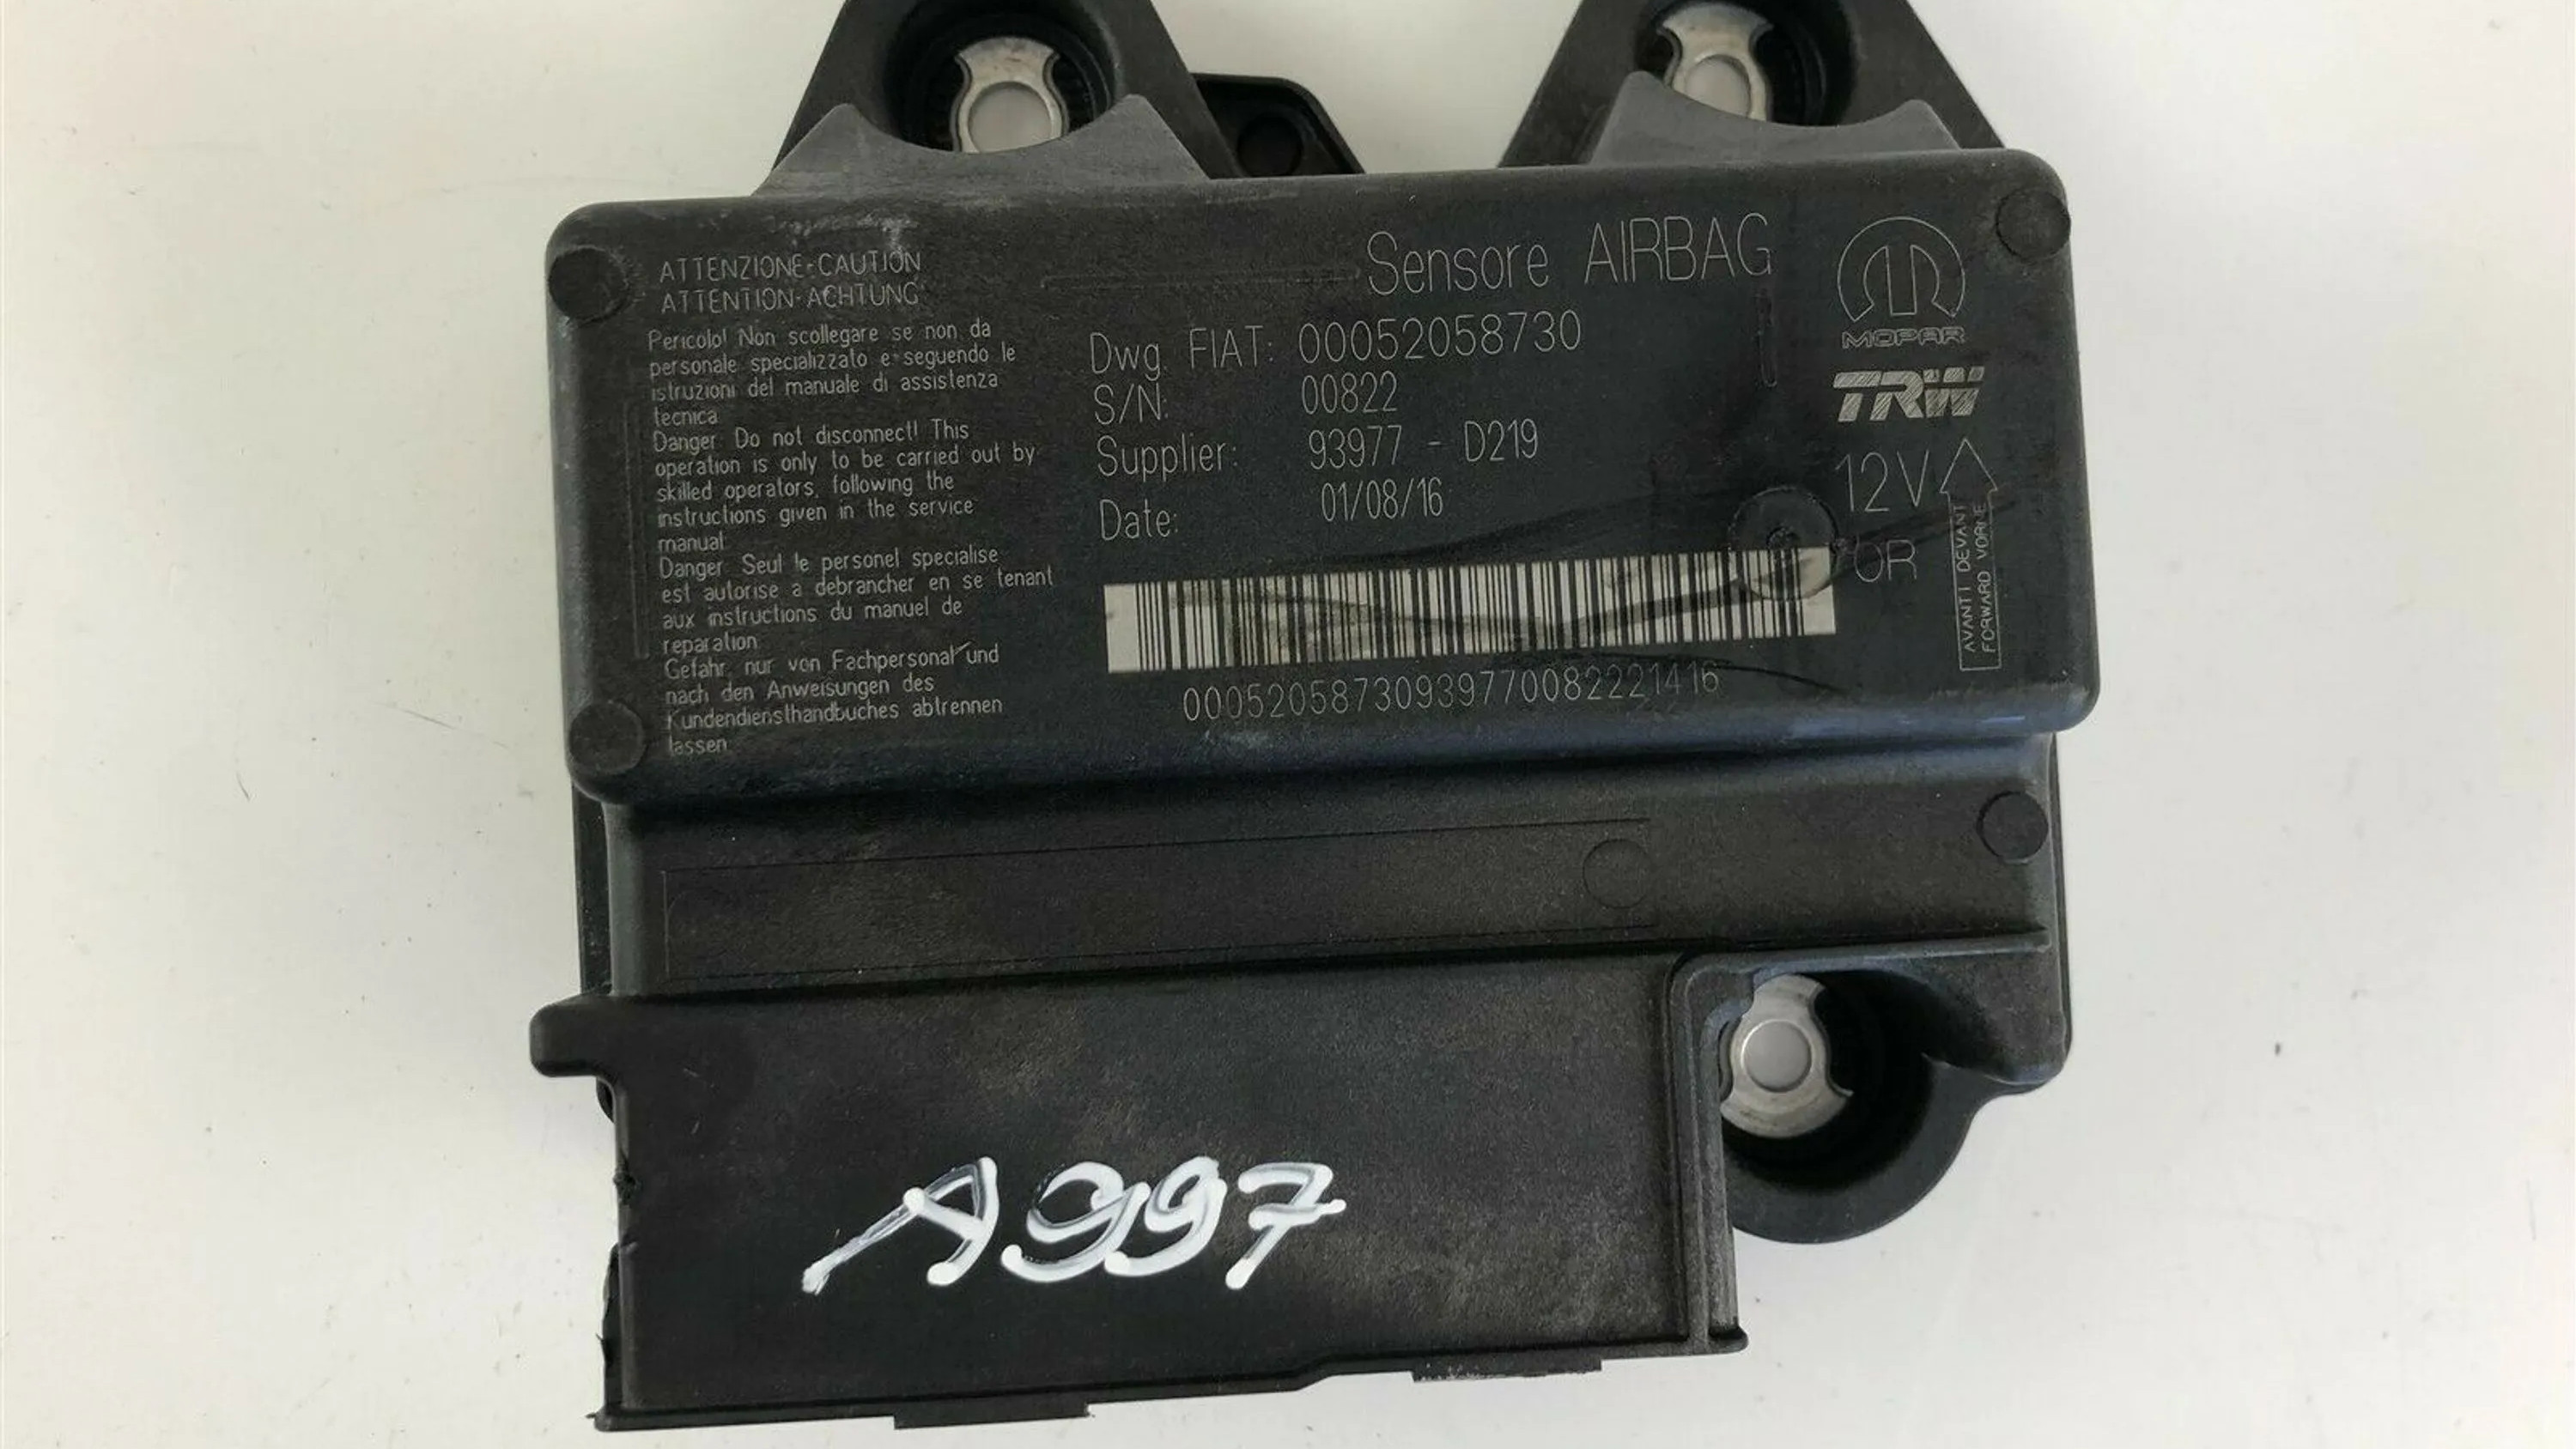 ATTENZIONE-CAUTION
ATTENTION-ACHTUNG
Pericolo! Non scollegare se non da
personale specializzato e seguendo le
istruzioni del manuale di assistenza
tecnica
Danger Do not disconnect! This
operation is only to be carried out by
skilled operators, following the
instructions given in the service
manual
Danger Seul le personel specialise
est autorise a debrancher en se tenant
aux instructions du manuel de
reparation
Gefahr, nur von Fachpersonal und
nach den Anweisungen des
Kundendiensthandbuches abtrennen
lassen
Sensore AIRBAG
Dwg. FIAT: 00052058730
S/N: 00822
Supplier: 93977 - D219
Date: 01/08/16
00052058730939770082221416
MOPAR
TRW
12V
OR
AVANTI DEVANT
FORWARD VORNE
A997